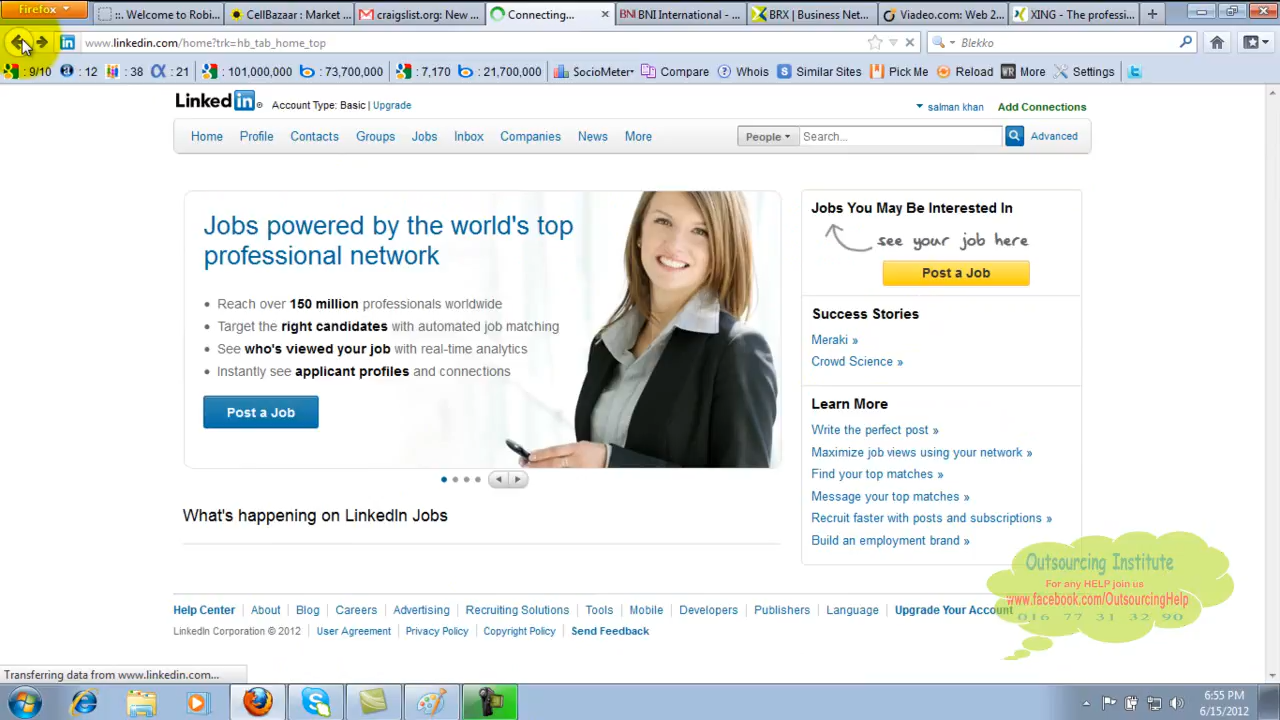 Firefox
::. Welcome to Robi...
CellBazaar : Market ...
craigslist.org: New ...
Connecting...
BNI International - ...
BRX | Business Net...
Viadeo.com: Web 2...
XING - The professi...
www.linkedin.com/home?trk=hb_tab_home_top
Blekko
: 9/10 : 12 : 38 : 21 : 101,000,000 : 73,700,000 : 7,170 : 21,700,000 SocioMeter Compare Whois Similar Sites Pick Me Reload More Settings
Linked in Account Type: Basic | Upgrade
salman khan Add Connections
Home Profile Contacts Groups Jobs Inbox Companies News More
People Search... Advanced
Jobs powered by the world's top
professional network
Reach over 150 million professionals worldwide
Target the right candidates with automated job matching
See who's viewed your job with real-time analytics
Instantly see applicant profiles and connections
Post a Job
Jobs You May Be Interested In
see your job here
Post a Job
Success Stories
Meraki »
Crowd Science »
Learn More
Write the perfect post »
Maximize job views using your network »
Find your top matches »
Message your top matches »
Recruit faster with posts and subscriptions »
Build an employment brand »
What's happening on LinkedIn Jobs
Outsourcing Institute
For any HELP join us
www.facebook.com/OutsourcingHelp
016 77 31 32 90
Help Center About Blog Careers Advertising Recruiting Solutions Tools Mobile Developers Publishers Language Upgrade Your Account
LinkedIn Corporation © 2012 User Agreement Privacy Policy Copyright Policy Send Feedback
Transferring data from www.linkedin.com...
6:55 PM
6/15/2012